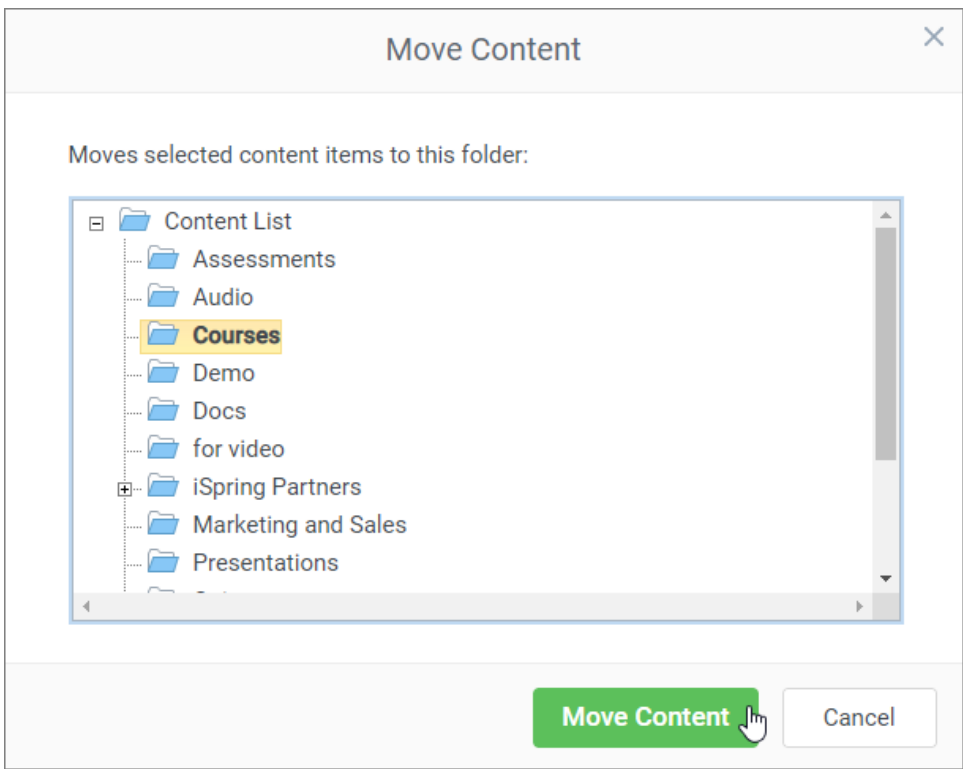 Move Content
Moves selected content items to this folder:
Content List
Assessments
Audio
Courses
Demo
Docs
for video
iSpring Partners
Marketing and Sales
Presentations
Move Content
Cancel